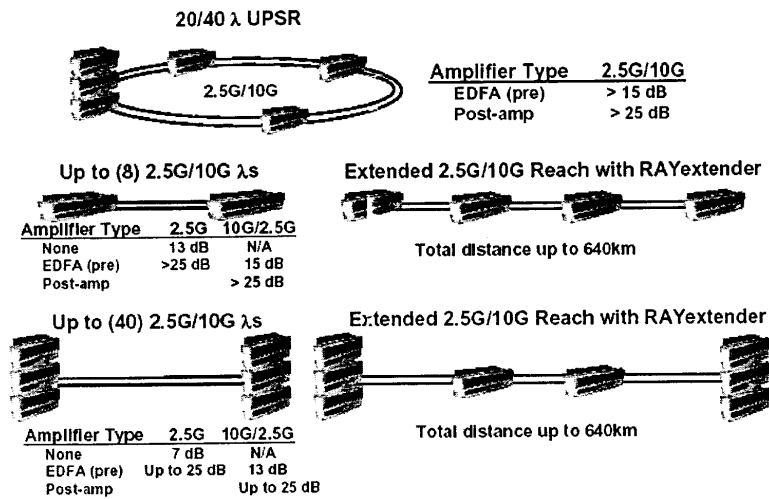 20/40 λ UPSR
2.5G/10G
Amplifier Type 2.5G/10G
EDFA (pre) > 15 dB
Post-amp > 25 dB
Up to (8) 2.5G/10G λs
Amplifier Type 2.5G 10G/2.5G
None 13 dB N/A
EDFA (pre) >25 dB 15 dB
Post-amp > 25 dB
Extended 2.5G/10G Reach with RAYextender
Total distance up to 640km
Up to (40) 2.5G/10G λs
Amplifier Type 2.5G 10G/2.5G
None 7 dB N/A
EDFA (pre) Up to 25 dB 13 dB
Post-amp Up to 25 dB
Extended 2.5G/10G Reach with RAYextender
Total distance up to 640km